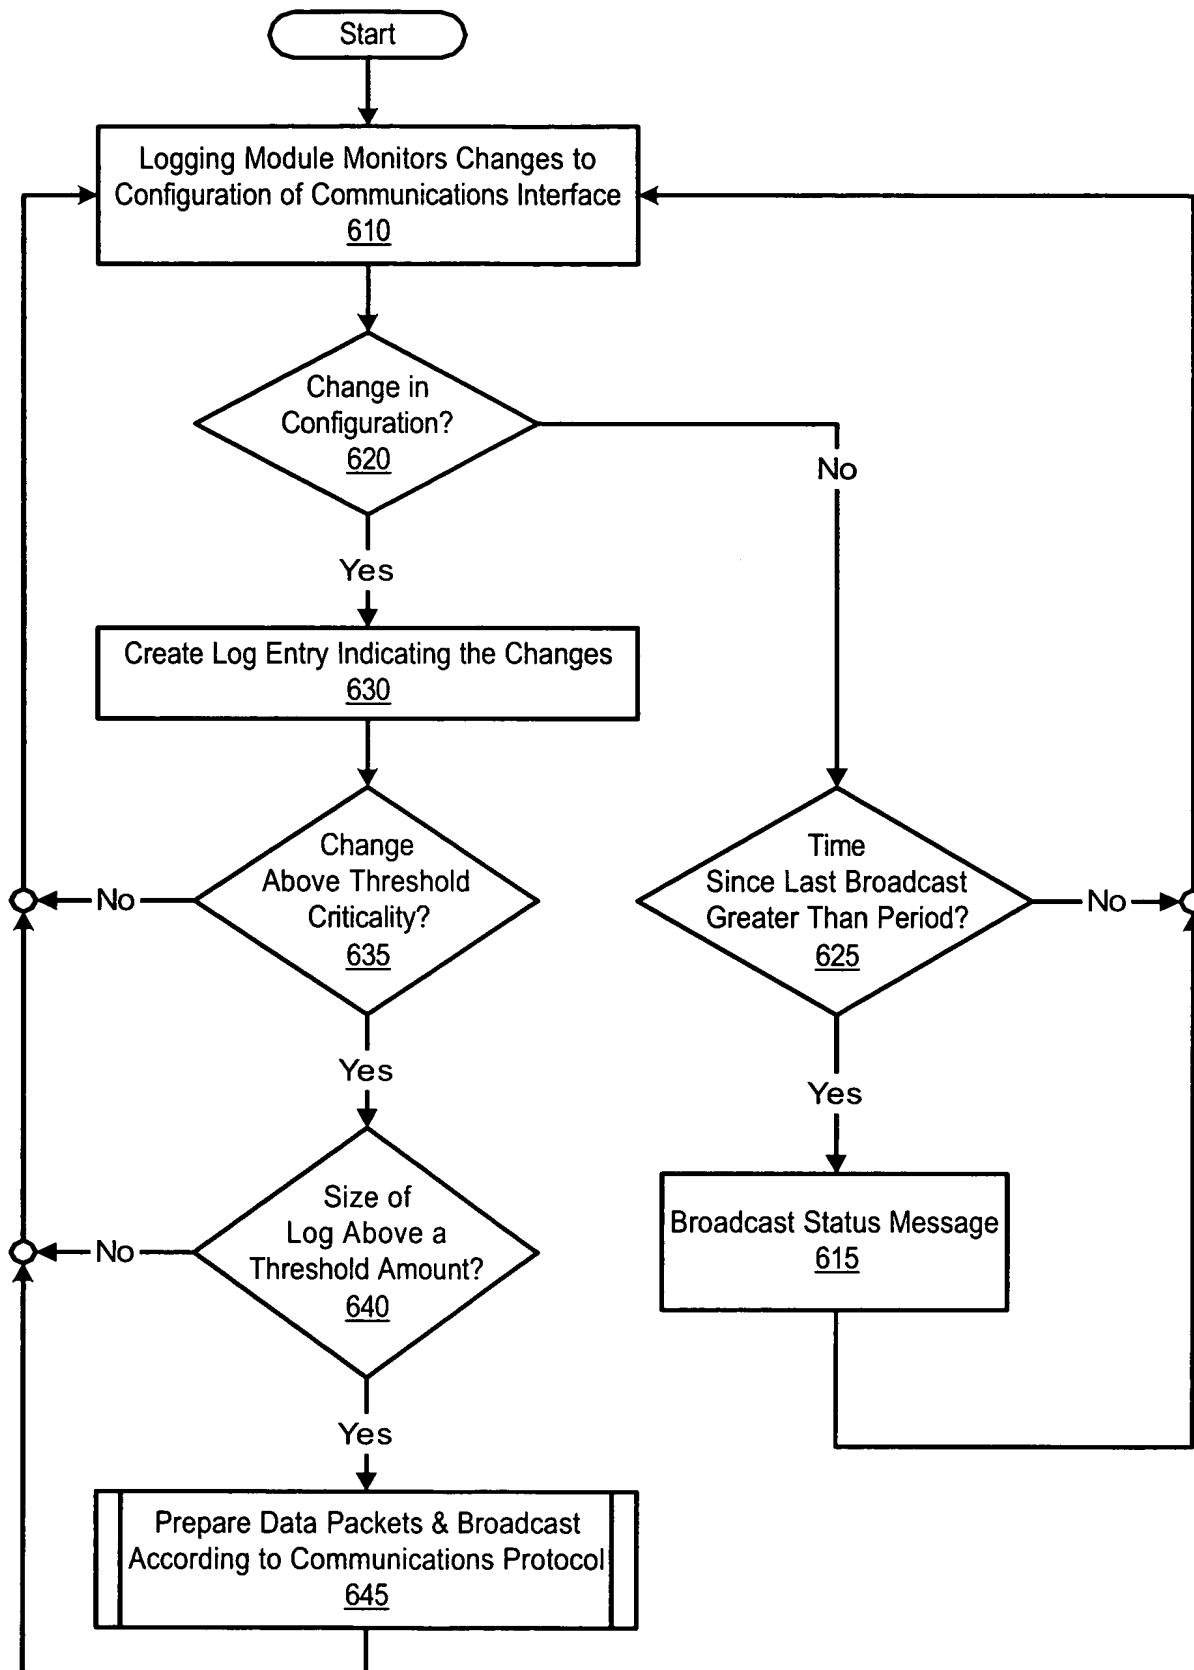 Start
Logging Module Monitors Changes to
Configuration of Communications Interface
610
Change in
Configuration?
620
No
Yes
Create Log Entry Indicating the Changes
630
Change
Above Threshold
Criticality?
635
No
Time
Since Last Broadcast
Greater Than Period?
625
No
Yes
Yes
Size of
Log Above a
Threshold Amount?
640
No
Broadcast Status Message
615
Yes
Prepare Data Packets & Broadcast
According to Communications Protocol
645